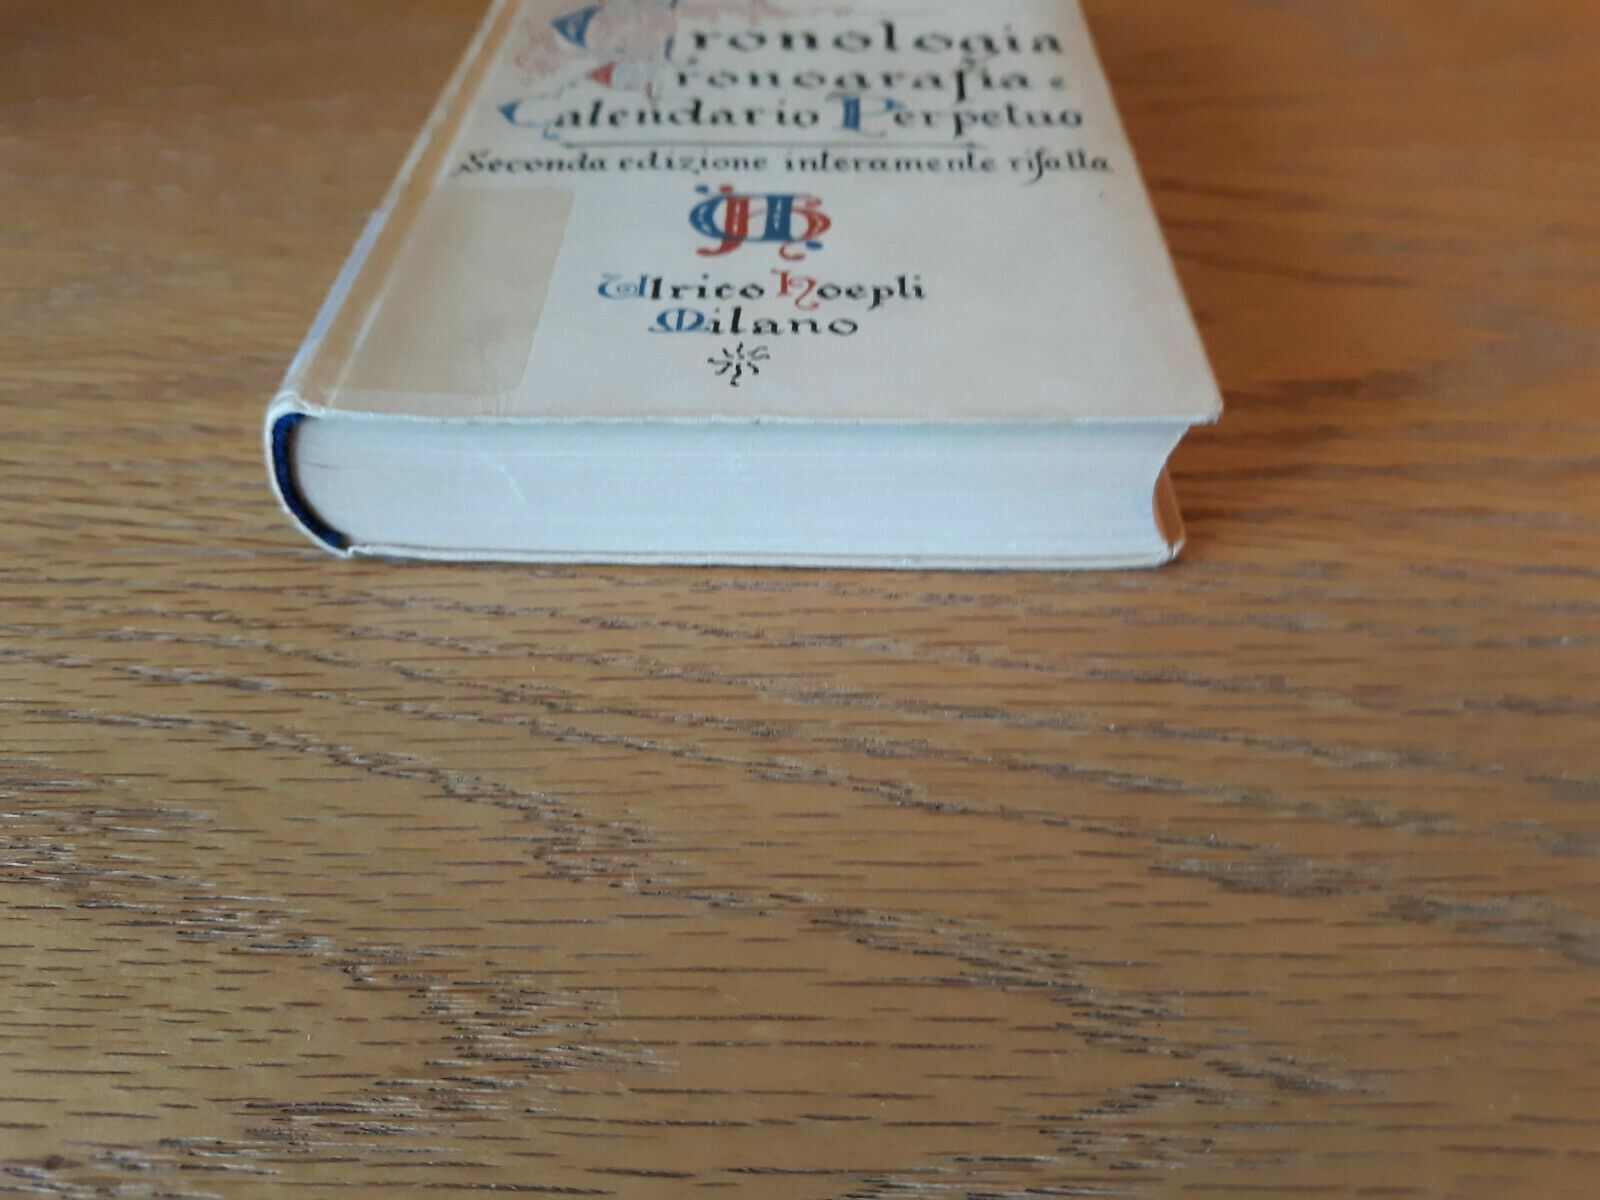 Cronologia
Cronografia e
Calendario Perpetuo
Seconda edizione interamente rifatta
Ulrico Hoepli
Milano